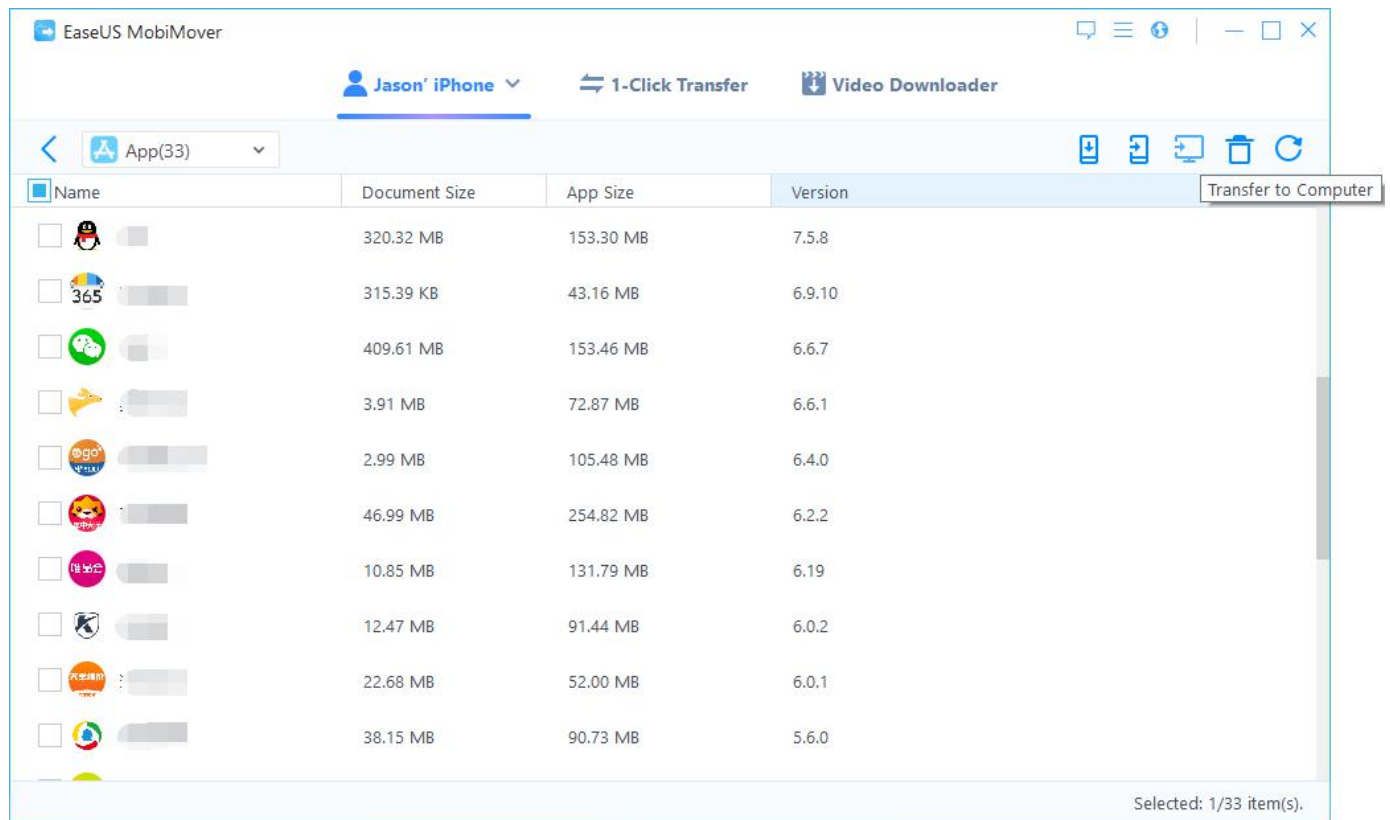 EaseUS MobiMover
Jason' iPhone 1-Click Transfer Video Downloader
App(33)
Transfer to Computer
Name Document Size App Size Version
320.32 MB 153.30 MB 7.5.8
365 315.39 KB 43.16 MB 6.9.10
409.61 MB 153.46 MB 6.6.7
3.91 MB 72.87 MB 6.6.1
go 2.99 MB 105.48 MB 6.4.0
46.99 MB 254.82 MB 6.2.2
10.85 MB 131.79 MB 6.19
K 12.47 MB 91.44 MB 6.0.2
22.68 MB 52.00 MB 6.0.1
38.15 MB 90.73 MB 5.6.0
Selected: 1/33 item(s).